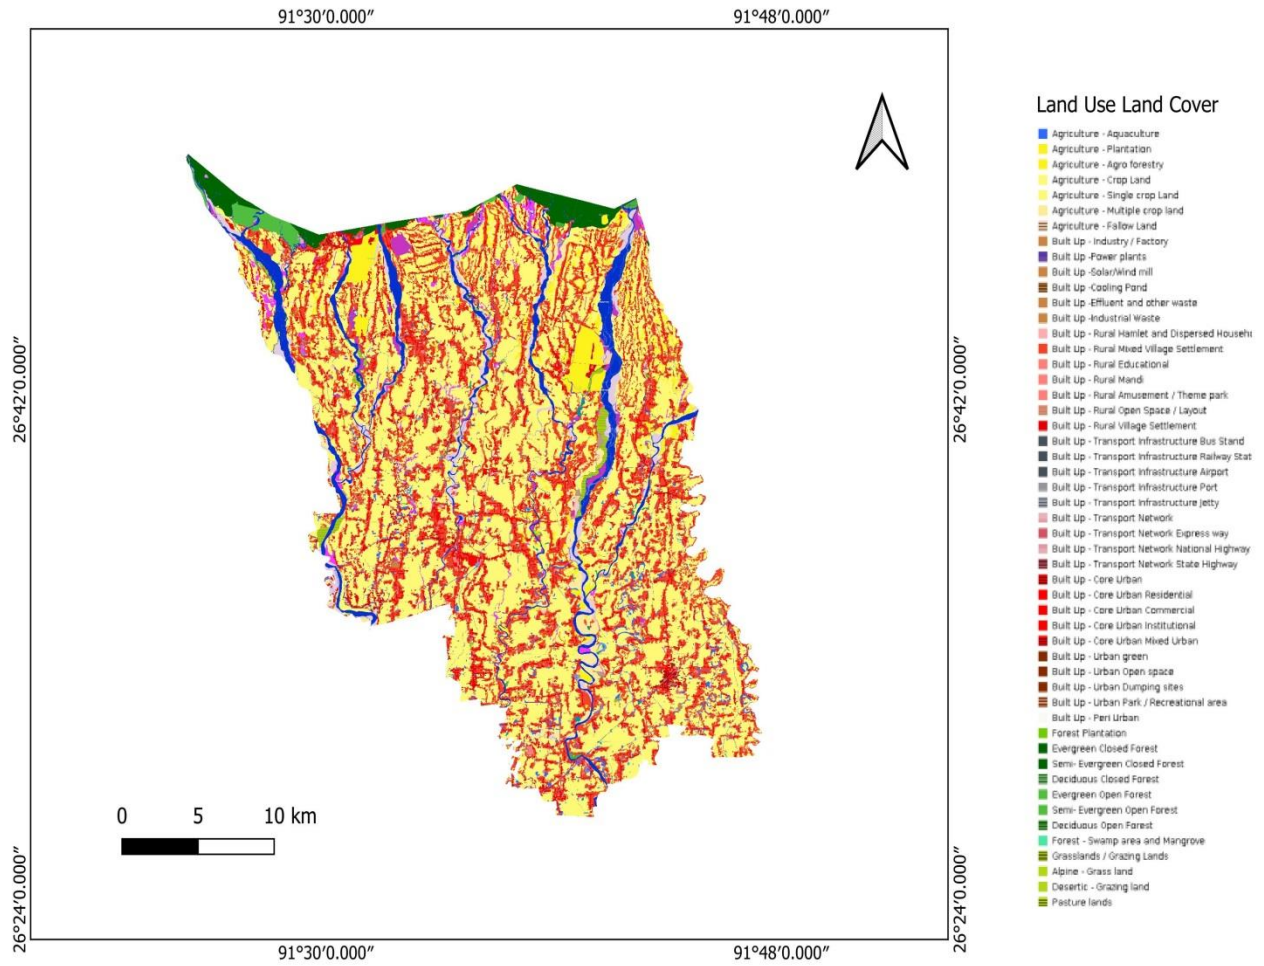 91°30′0.000″
91°48′0.000″
Land Use Land Cover
Agriculture - Aquaculture
Agriculture - Plantation
Agriculture - Agro forestry
Agriculture - Crop Land
Agriculture - Single crop Land
Agriculture - Multiple crop land
Agriculture - Fallow Land
Built Up - Industry / Factory
Built Up -Power plants
Built Up -Solar/Wind mill
Built Up -Cooling Pond
Built Up -Effluent and other waste
Built Up -Industrial Waste
Built Up - Rural Hamlet and Dispersed Househ
Built Up - Rural Mixed Village Settlement
Built Up - Rural Educational
Built Up - Rural Mandi
Built Up - Rural Amusement / Theme park
Built Up - Rural Open Space / Layout
Built Up - Rural Village Settlement
Built Up - Transport Infrastructure Bus Stand
Built Up - Transport Infrastructure Railway Stat
Built Up - Transport Infrastructure Airport
Built Up - Transport Infrastructure Port
Built Up - Transport Infrastructure Jetty
Built Up - Transport Network
Built Up - Transport Network Express way
Built Up - Transport Network National Highway
Built Up - Transport Network State Highway
Built Up - Core Urban
Built Up - Core Urban Residential
Built Up - Core Urban Commercial
Built Up - Core Urban Institutional
Built Up - Core Urban Mixed Urban
Built Up - Urban green
Built Up - Urban Open space
Built Up - Urban Dumping sites
Built Up - Urban Park / Recreational area
Built Up - Peri Urban
Forest Plantation
Evergreen Closed Forest
Semi- Evergreen Closed Forest
Deciduous Closed Forest
Evergreen Open Forest
Semi- Evergreen Open Forest
Deciduous Open Forest
Forest - Swamp area and Mangrove
Grasslands / Grazing Lands
Alpine - Grass land
Desertic - Grazing land
Pasture lands
26°42′0.000″
26°42′0.000″
0 5 10 km
26°24′0.000″
26°24′0.000″
91°30′0.000″
91°48′0.000″